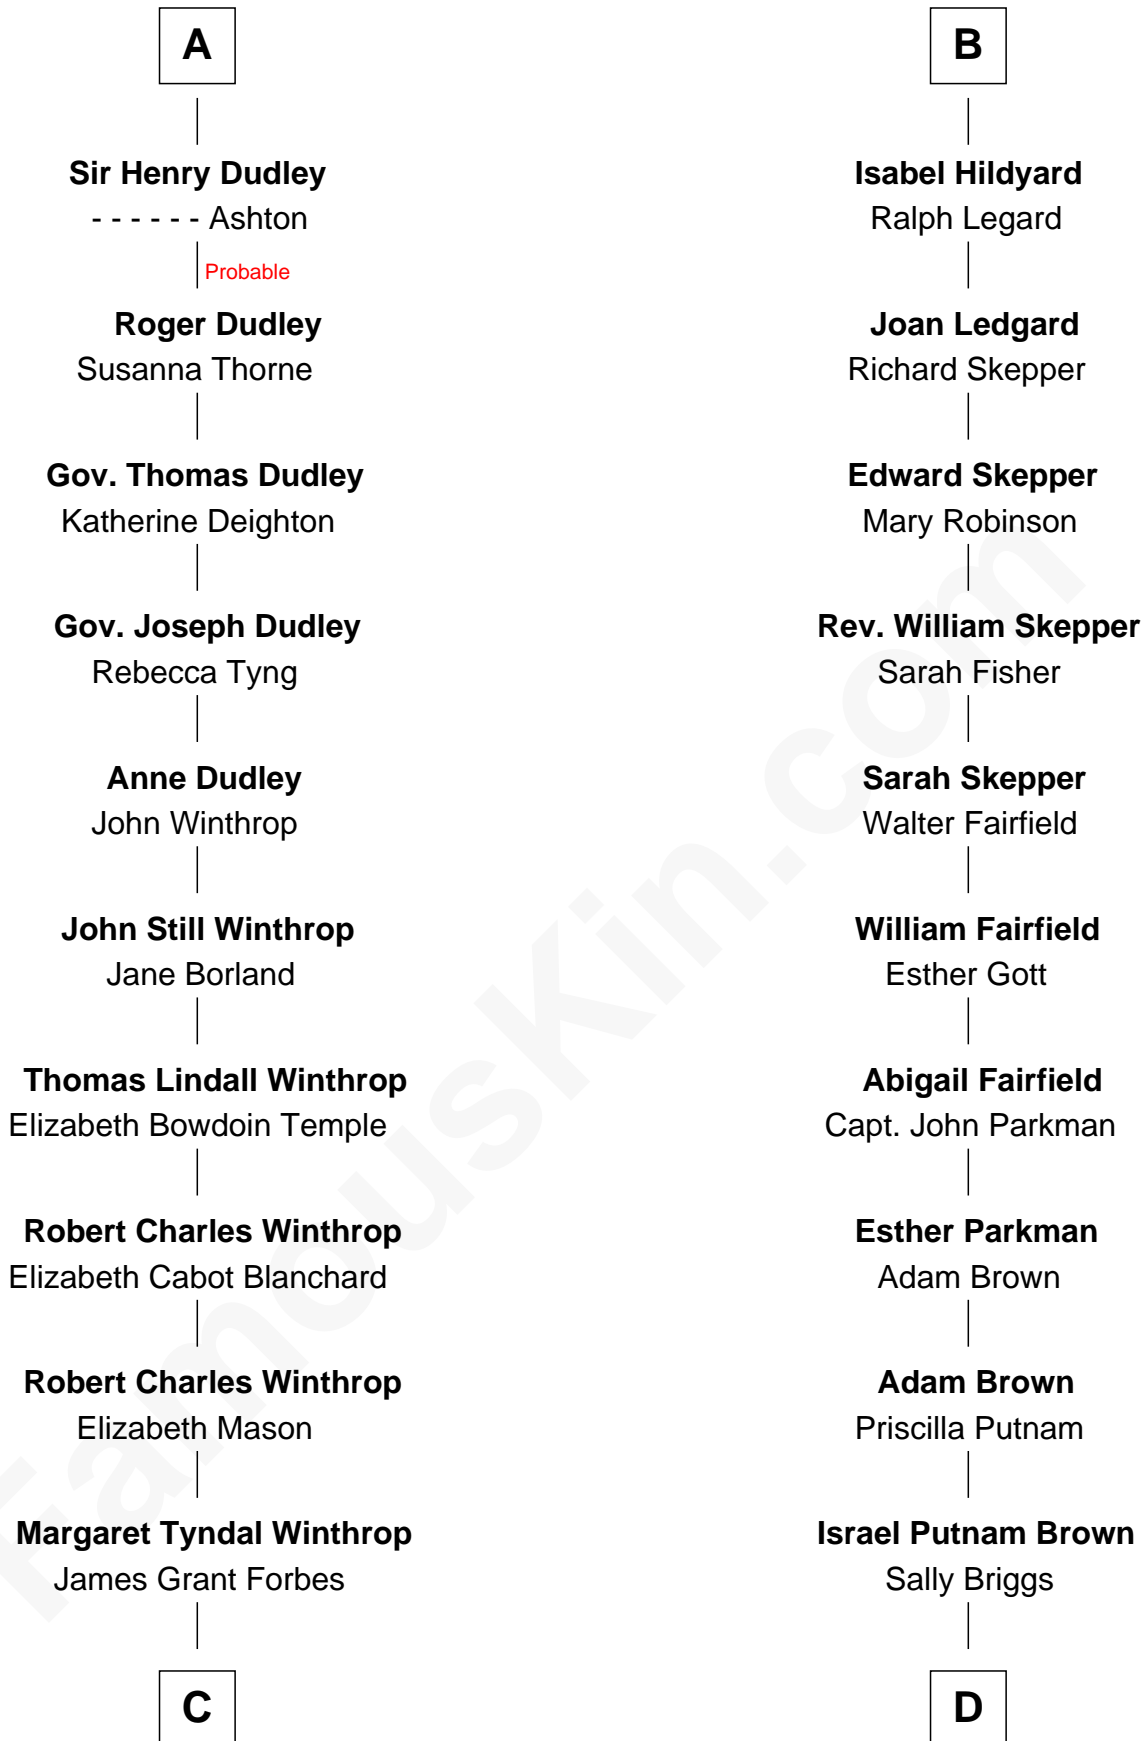 A
Sir Henry Dudley
- - - - - - Ashton
Probable
Roger Dudley
Susanna Thorne
Gov. Thomas Dudley
Katherine Deighton
Gov. Joseph Dudley
Rebecca Tyng
Anne Dudley
John Winthrop
John Still Winthrop
Jane Borland
Thomas Lindall Winthrop
Elizabeth Bowdoin Temple
Robert Charles Winthrop
Elizabeth Cabot Blanchard
Robert Charles Winthrop
Elizabeth Mason
Margaret Tyndal Winthrop
James Grant Forbes
C
B
Isabel Hildyard
Ralph Legard
Joan Ledgard
Richard Skepper
Edward Skepper
Mary Robinson
Rev. William Skepper
Sarah Fisher
Sarah Skepper
Walter Fairfield
William Fairfield
Esther Gott
Abigail Fairfield
Capt. John Parkman
Esther Parkman
Adam Brown
Adam Brown
Priscilla Putnam
Israel Putnam Brown
Sally Briggs
D
FamousKin.com